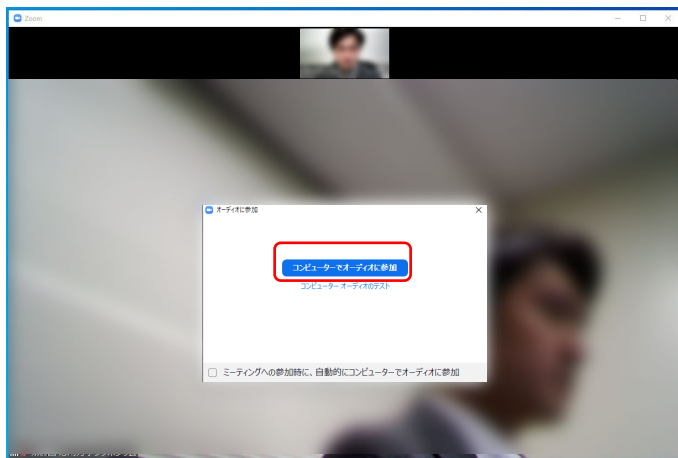 Zoom
オーディオに参加
コンピューターでオーディオに参加
コンピューター オーディオのテスト
ミーティングへの参加時に、自動的にコンピューターでオーディオに参加